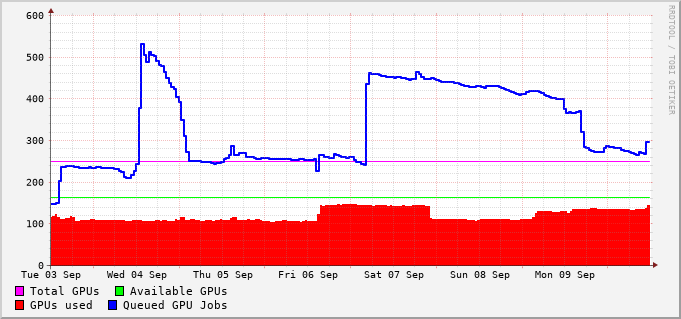 600
500
400
300
200
100
0
Tue 03 Sep Wed 04 Sep Thu 05 Sep Fri 06 Sep Sat 07 Sep Sun 08 Sep Mon 09 Sep
Total GPUs Available GPUs
GPUs used Queued GPU Jobs
RRDTOOL / TOBI OETIKER